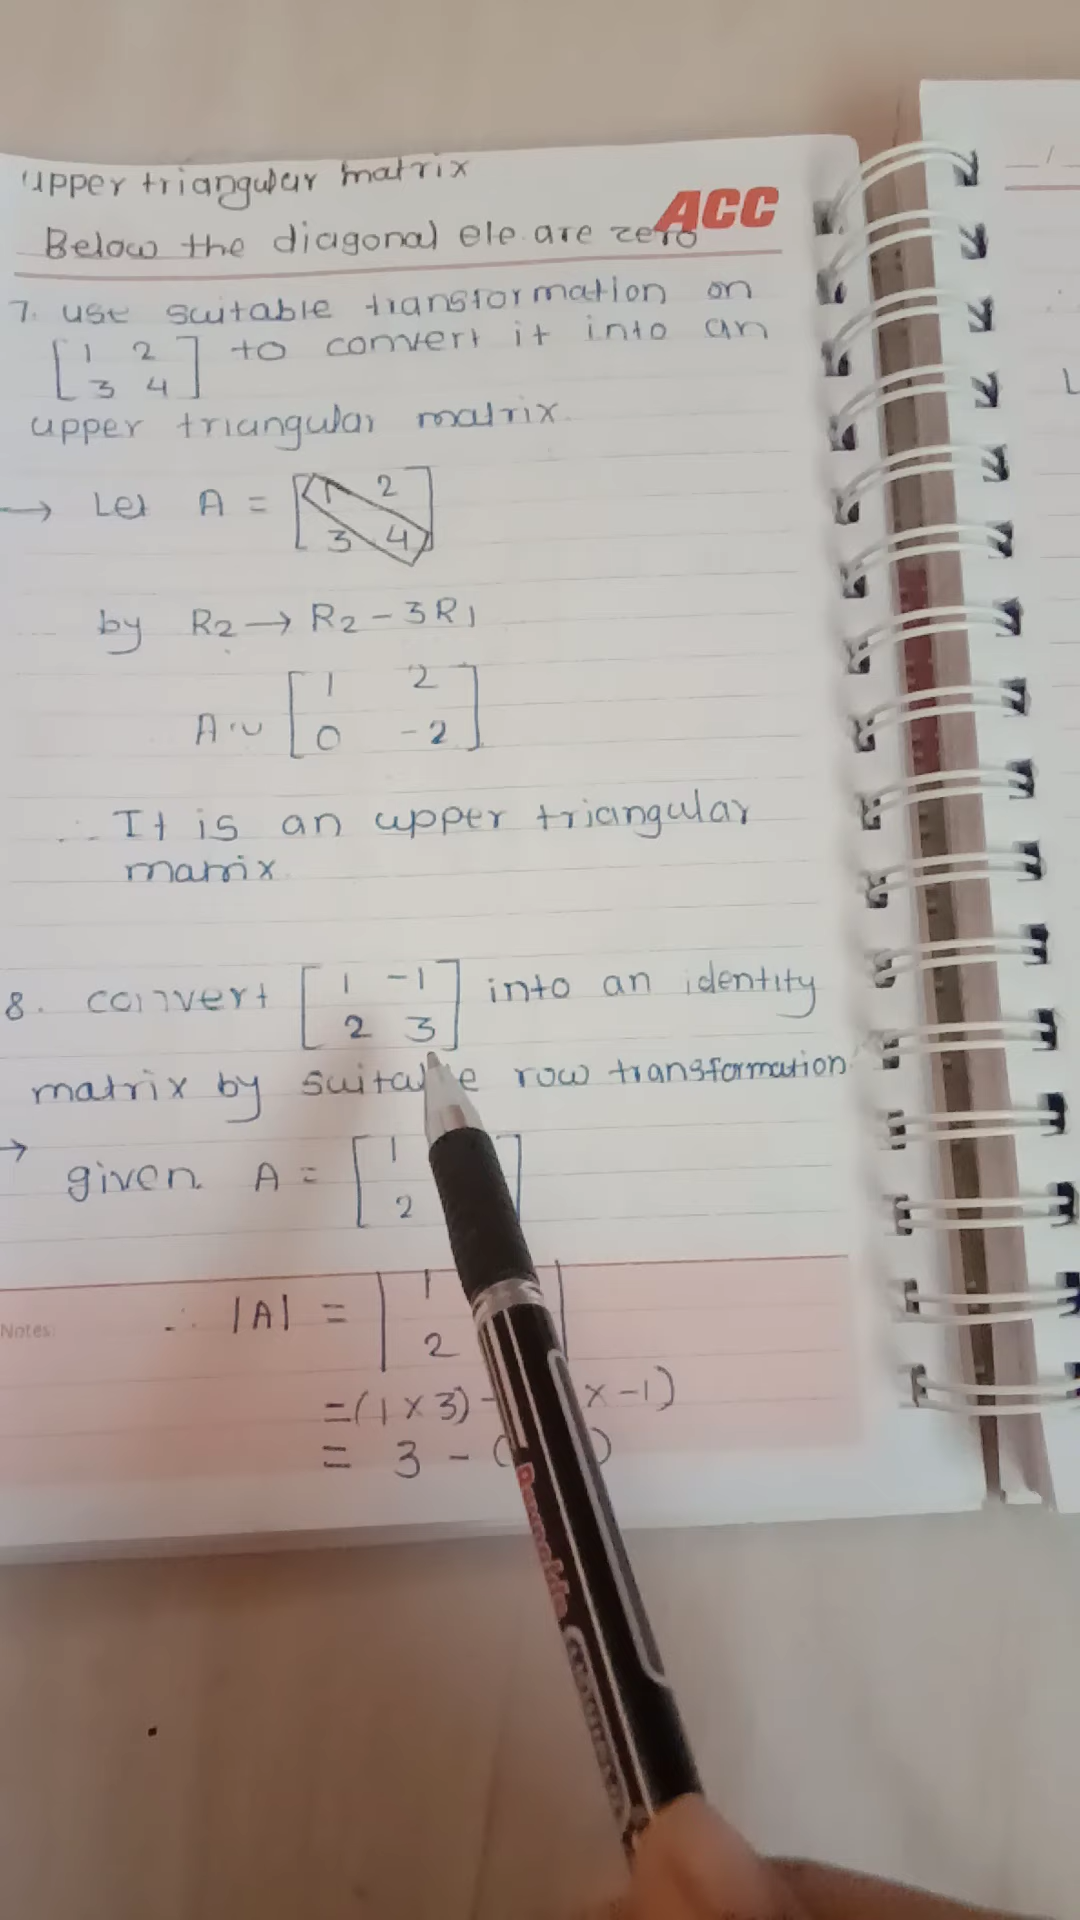 upper triangular matrix
ACC
Below the diagonal ele. are zero
7. use suitable transformation on
[1 2
3 4] to convert it into an
upper triangular matrix.
→ Let A = [1 2
3 4]
by R2 → R2 - 3R1
A ~ [1 2
0 -2]
∴ It is an upper triangular
matrix
8. convert [1 -1
2 3] into an identity
matrix by suitable row transformation
→ given A = [1
2 ]
Notes:
∴ |A| = |1
2 |
= (1 × 3) - × -1)
= 3 - ( )
Reynolds